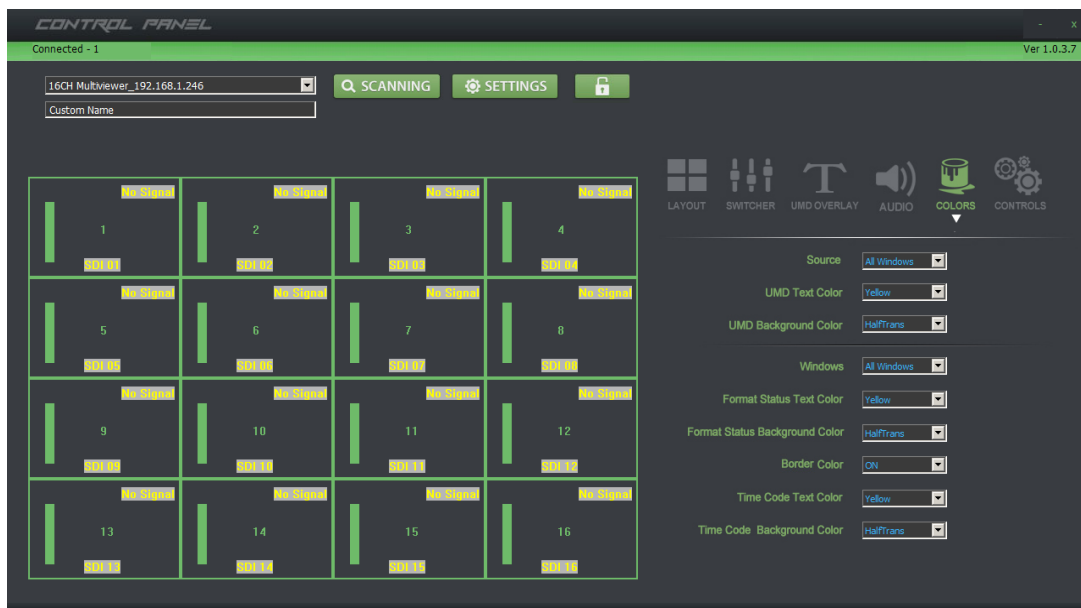 CONTROL PANEL
- x
Connected - 1 Ver 1.0.3.7
16CH Multiviewer_192.168.1.246 SCANNING SETTINGS
Custom Name
LAYOUT SWITCHER UMD OVERLAY AUDIO COLORS CONTROLS
No Signal No Signal No Signal No Signal
1 2 3 4
SDI 01 SDI 02 SDI 03 SDI 04
No Signal No Signal No Signal No Signal
5 6 7 8
SDI 05 SDI 06 SDI 07 SDI 08
No Signal No Signal No Signal No Signal
9 10 11 12
SDI 09 SDI 10 SDI 11 SDI 12
No Signal No Signal No Signal No Signal
13 14 15 16
SDI 13 SDI 14 SDI 15 SDI 16
Source All Windows
UMD Text Color Yellow
UMD Background Color HalfTrans
Windows All Windows
Format Status Text Color Yellow
Format Status Background Color HalfTrans
Border Color ON
Time Code Text Color Yellow
Time Code Background Color HalfTrans